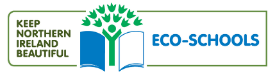 KEEP
NORTHERN
IRELAND
BEAUTIFUL
ECO-SCHOOLS